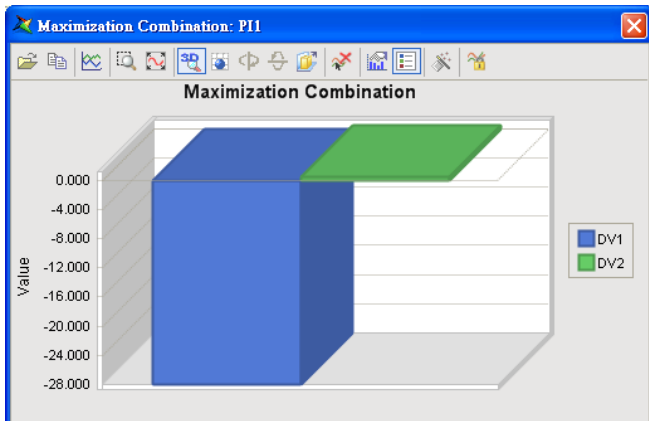 Maximization Combination: PI1
3D
Maximization Combination
Value
0.000
-4.000
-8.000
-12.000
-16.000
-20.000
-24.000
-28.000
DV1
DV2